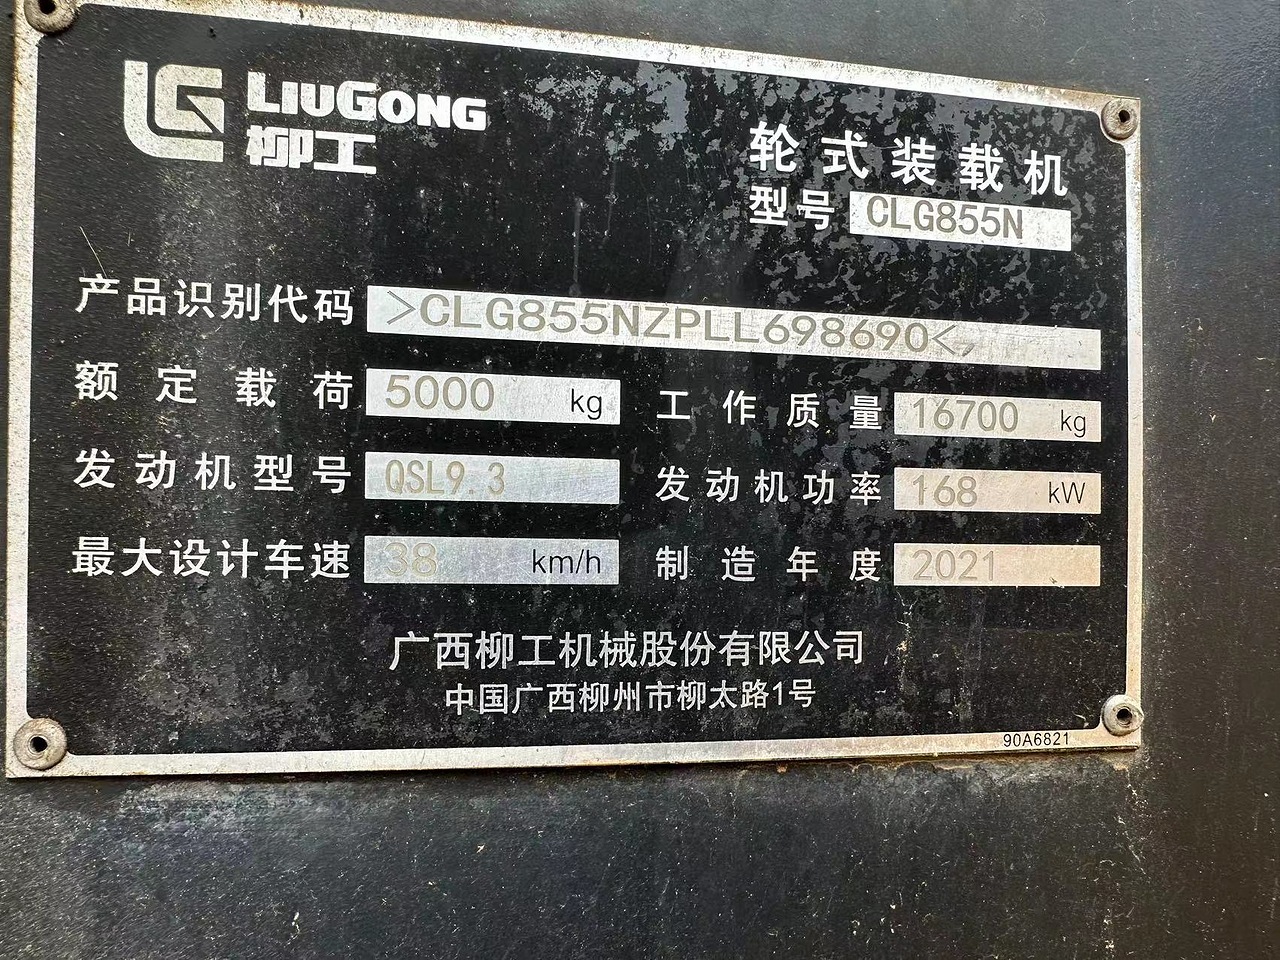 LIUGONG
柳工
轮式装载机
型号 CLG855N
产品识别代码 >CLG855NZPLL698690<
额定载荷 5000 kg 工作质量 16700 kg
发动机型号 QSL9.3 发动机功率 168 kW
最大设计车速 38 km/h 制造年度 2021
广西柳工机械股份有限公司
中国广西柳州市柳太路1号
90A6821